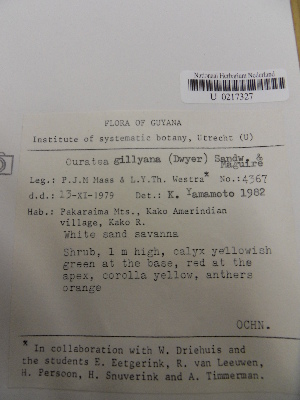 Nationaal Herbarium Nederland
U 0217327
FLORA OF GUYANA
Institute of systematic botany, Utrecht (U)
Ouratea gillyana (Dwyer) Sandw. & Maguire
Leg.: P.J.M Maas & L.Y.Th. Westra* No.:4367
d.d.: 13-XI-1979 Det.: K. Yamamoto 1982
Hab.: Pakaraima Mts., Kako Amerindian
village, Kako R.
White sand savanna
Shrub, 1 m high, calyx yellowish
green at the base, red at the
apex, corolla yellow, anthers
orange
OCHN.
* In collaboration with W. Driehuis and
the students E. Eetgerink, R. van Leeuwen,
H. Persoon, H. Snuverink and A. Timmerman.